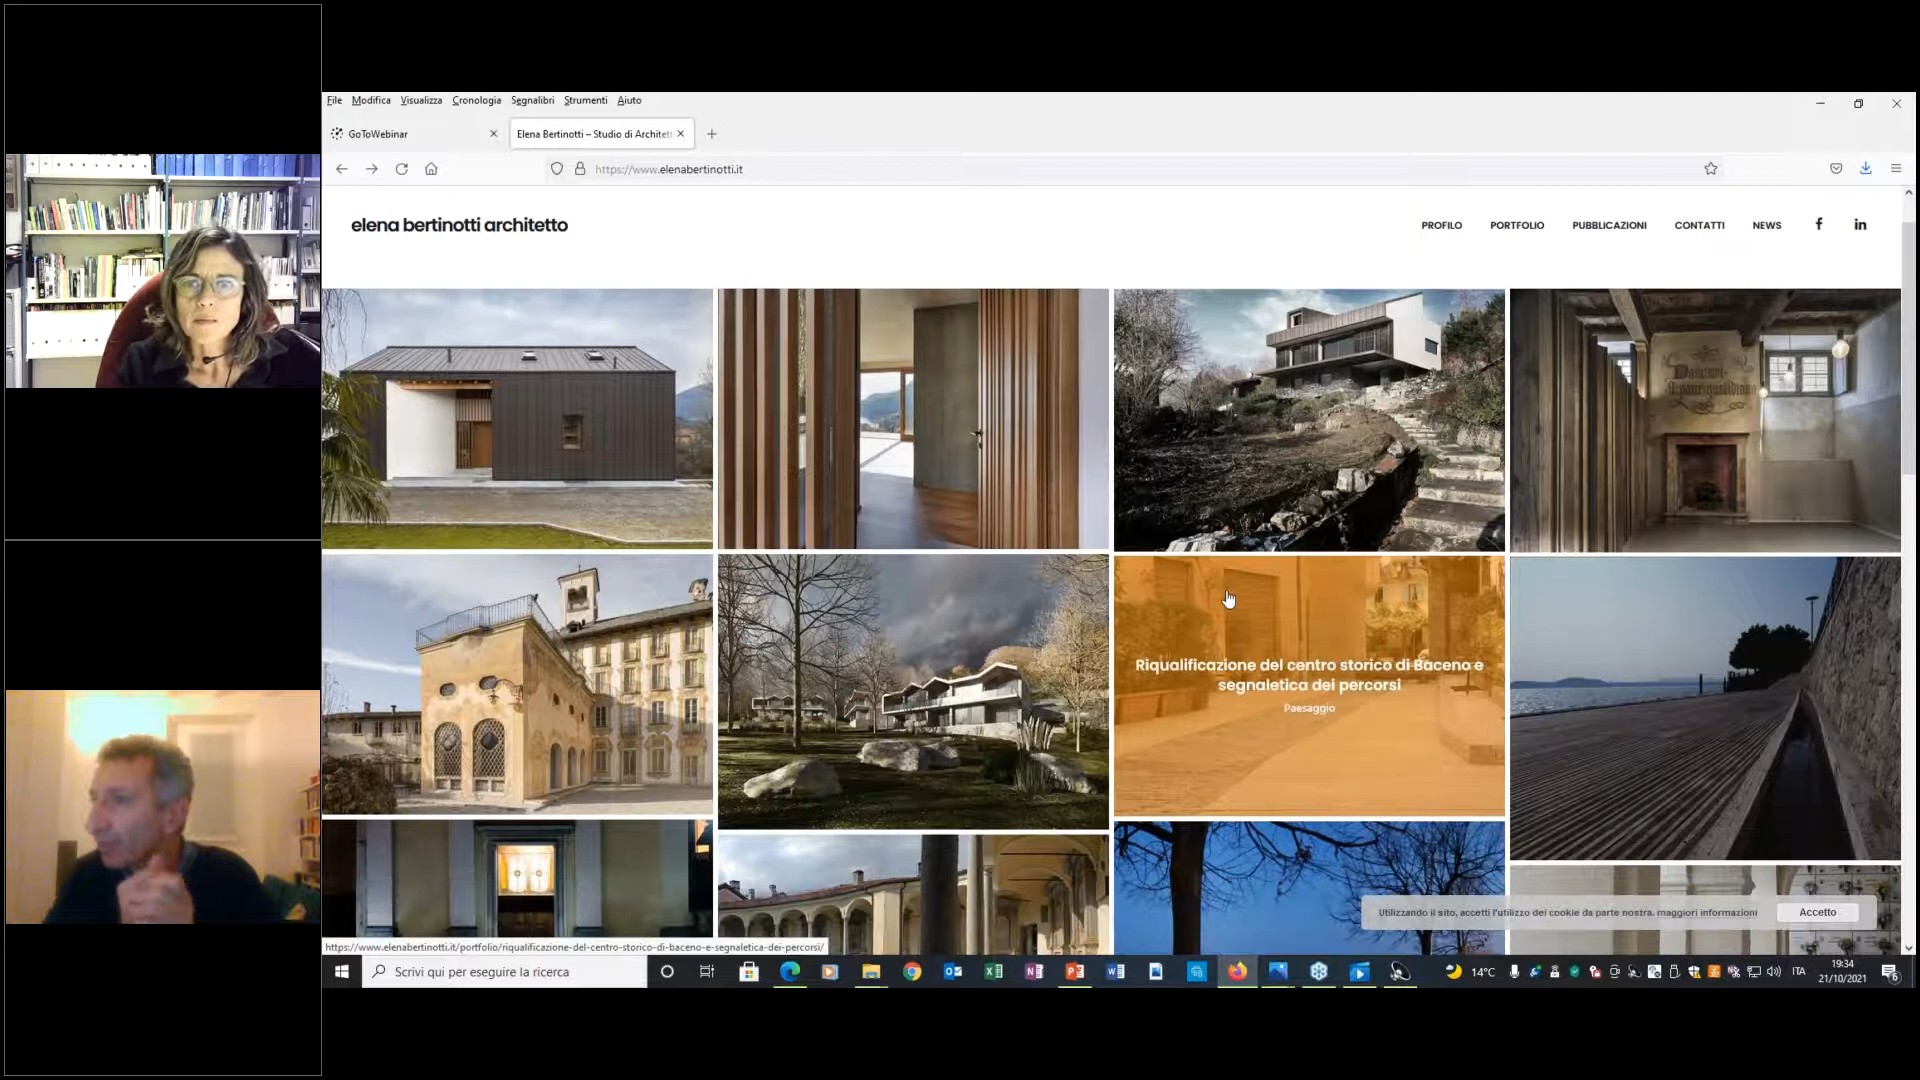 File Modifica Visualizza Cronologia Segnalibri Strumenti Aiuto
GoToWebinar
Elena Bertinotti – Studio di Architett
https://www.elenabertinotti.it
elena bertinotti architetto
PROFILO PORTFOLIO PUBBLICAZIONI CONTATTI NEWS
Riqualificazione del centro storico di Baceno e
segnaletica dei percorsi
Paesaggio
Utilizzando il sito, accetti l'utilizzo dei cookie da parte nostra. maggiori informazioni
Accetto
https://www.elenabertinotti.it/portfolio/riqualificazione-del-centro-storico-di-baceno-e-segnaletica-dei-percorsi/
Scrivi qui per eseguire la ricerca
14°C
ITA
19:34
21/10/2021